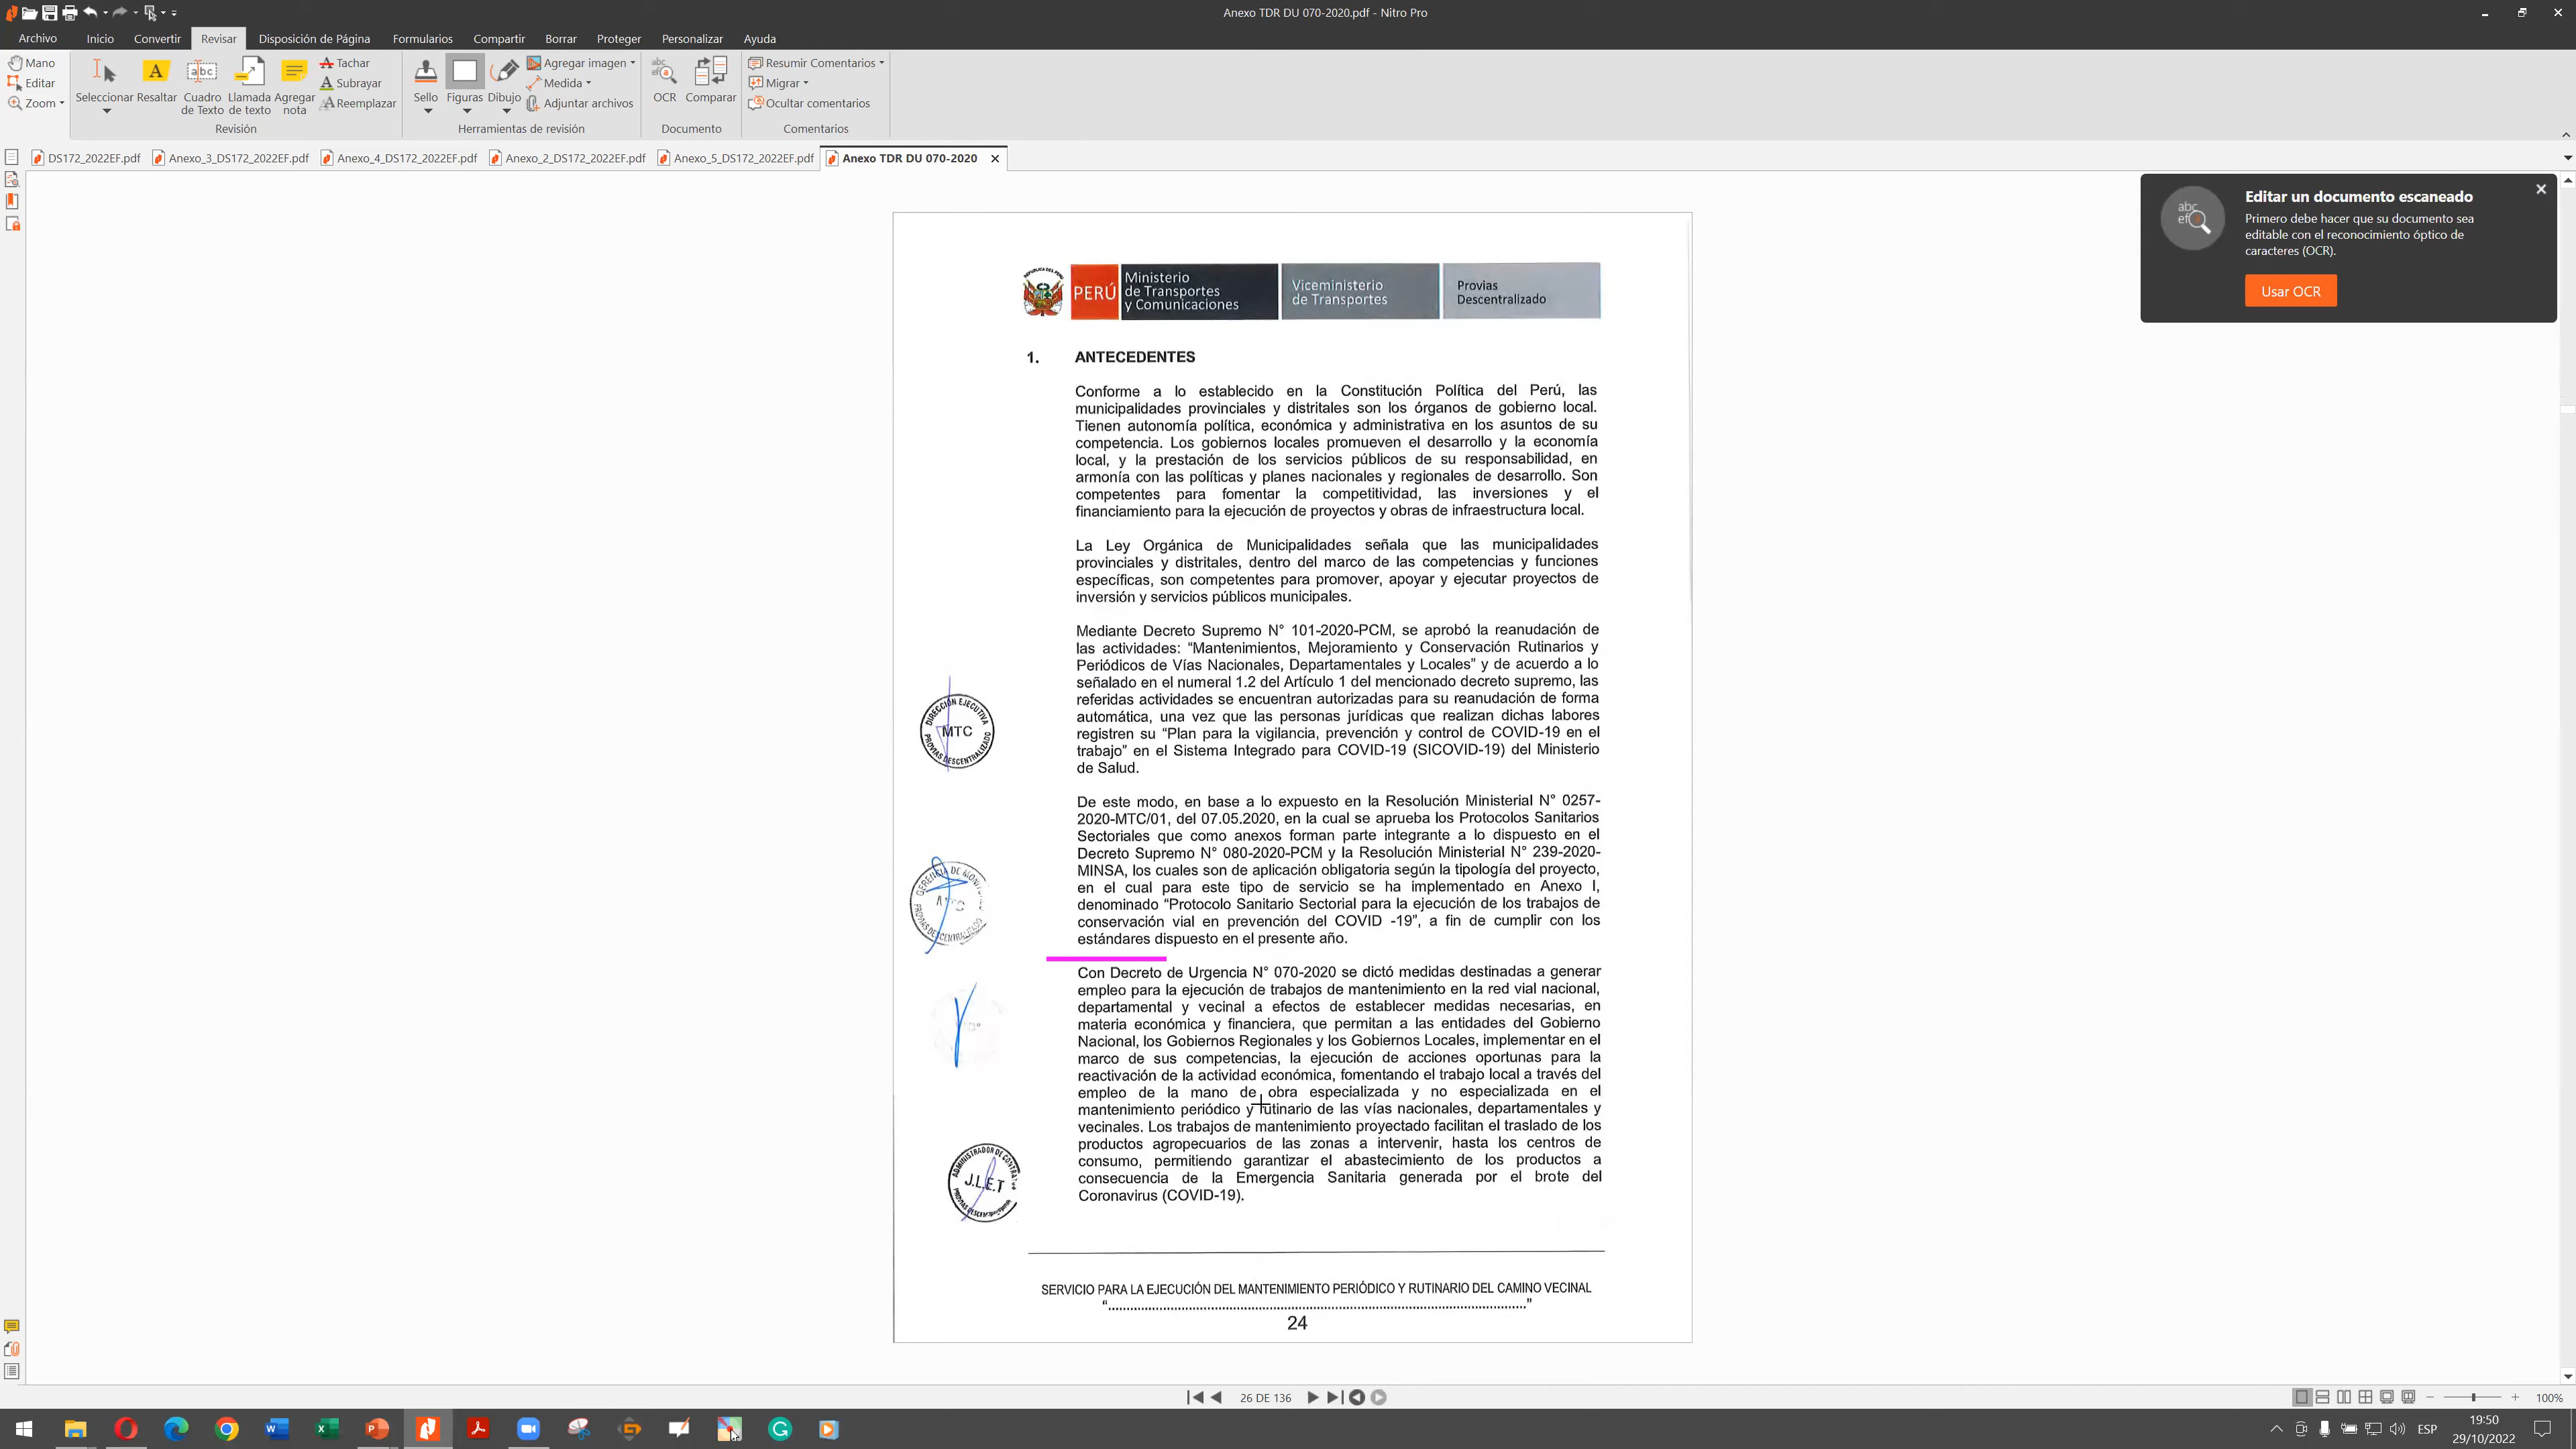 Anexo TDR DU 070-2020.pdf - Nitro Pro
Archivo Inicio Convertir Revisar Disposición de Página Formularios Compartir Borrar Proteger Personalizar Ayuda
Mano
Editar
Zoom
Seleccionar
Resaltar
Cuadro de Texto
Llamada de texto
Agregar nota
Tachar
Subrayar
Reemplazar
Revisión
Sello
Figuras
Dibujo
Agregar imagen
Medida
Adjuntar archivos
Herramientas de revisión
OCR
Comparar
Documento
Resumir Comentarios
Migrar
Ocultar comentarios
Comentarios
DS172_2022EF.pdf Anexo_3_DS172_2022EF.pdf Anexo_4_DS172_2022EF.pdf Anexo_2_DS172_2022EF.pdf Anexo_5_DS172_2022EF.pdf Anexo TDR DU 070-2020
Editar un documento escaneado
Primero debe hacer que su documento sea
editable con el reconocimiento óptico de
caracteres (OCR).
Usar OCR
PERÚ
Ministerio
de Transportes
y Comunicaciones
Viceministerio
de Transportes
Provias
Descentralizado
1. ANTECEDENTES
Conforme a lo establecido en la Constitución Política del Perú, las
municipalidades provinciales y distritales son los órganos de gobierno local.
Tienen autonomía política, económica y administrativa en los asuntos de su
competencia. Los gobiernos locales promueven el desarrollo y la economía
local, y la prestación de los servicios públicos de su responsabilidad, en
armonía con las políticas y planes nacionales y regionales de desarrollo. Son
competentes para fomentar la competitividad, las inversiones y el
financiamiento para la ejecución de proyectos y obras de infraestructura local.
La Ley Orgánica de Municipalidades señala que las municipalidades
provinciales y distritales, dentro del marco de las competencias y funciones
específicas, son competentes para promover, apoyar y ejecutar proyectos de
inversión y servicios públicos municipales.
Mediante Decreto Supremo N° 101-2020-PCM, se aprobó la reanudación de
las actividades: "Mantenimientos, Mejoramiento y Conservación Rutinarios y
Periódicos de Vías Nacionales, Departamentales y Locales" y de acuerdo a lo
señalado en el numeral 1.2 del Artículo 1 del mencionado decreto supremo, las
referidas actividades se encuentran autorizadas para su reanudación de forma
automática, una vez que las personas jurídicas que realizan dichas labores
registren su "Plan para la vigilancia, prevención y control de COVID-19 en el
trabajo" en el Sistema Integrado para COVID-19 (SICOVID-19) del Ministerio
de Salud.
De este modo, en base a lo expuesto en la Resolución Ministerial N° 0257-
2020-MTC/01, del 07.05.2020, en la cual se aprueba los Protocolos Sanitarios
Sectoriales que como anexos forman parte integrante a lo dispuesto en el
Decreto Supremo N° 080-2020-PCM y la Resolución Ministerial N° 239-2020-
MINSA, los cuales son de aplicación obligatoria según la tipología del proyecto,
en el cual para este tipo de servicio se ha implementado en Anexo I,
denominado "Protocolo Sanitario Sectorial para la ejecución de los trabajos de
conservación vial en prevención del COVID -19", a fin de cumplir con los
estándares dispuesto en el presente año.
Con Decreto de Urgencia N° 070-2020 se dictó medidas destinadas a generar
empleo para la ejecución de trabajos de mantenimiento en la red vial nacional,
departamental y vecinal a efectos de establecer medidas necesarias, en
materia económica y financiera, que permitan a las entidades del Gobierno
Nacional, los Gobiernos Regionales y los Gobiernos Locales, implementar en el
marco de sus competencias, la ejecución de acciones oportunas para la
reactivación de la actividad económica, fomentando el trabajo local a través del
empleo de la mano de obra especializada y no especializada en el
mantenimiento periódico y rutinario de las vías nacionales, departamentales y
vecinales. Los trabajos de mantenimiento proyectado facilitan el traslado de los
productos agropecuarios de las zonas a intervenir, hasta los centros de
consumo, permitiendo garantizar el abastecimiento de los productos a
consecuencia de la Emergencia Sanitaria generada por el brote del
Coronavirus (COVID-19).
DIRECCIÓN EJECUTIVA
MTC
PROVIAS DESCENTRALIZADO
GERENCIA DE
PROVIAS DESCENTRALIZADO
ADMINISTRADOR DE
J.L.E.T
SERVICIO PARA LA EJECUCIÓN DEL MANTENIMIENTO PERIÓDICO Y RUTINARIO DEL CAMINO VECINAL
"..............................................................."
24
26 DE 136
100%
ESP
19:50
29/10/2022